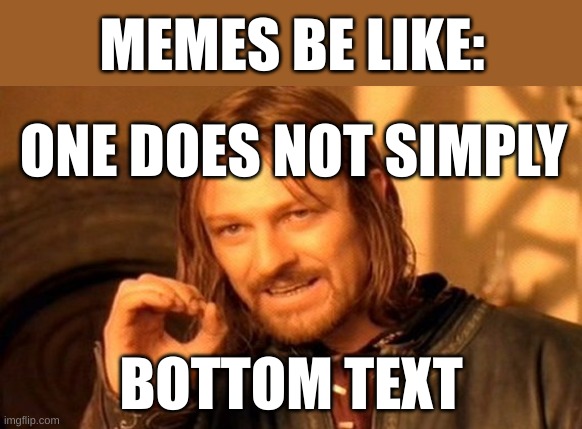 MEMES BE LIKE:
ONE DOES NOT SIMPLY
BOTTOM TEXT
imgflip.com